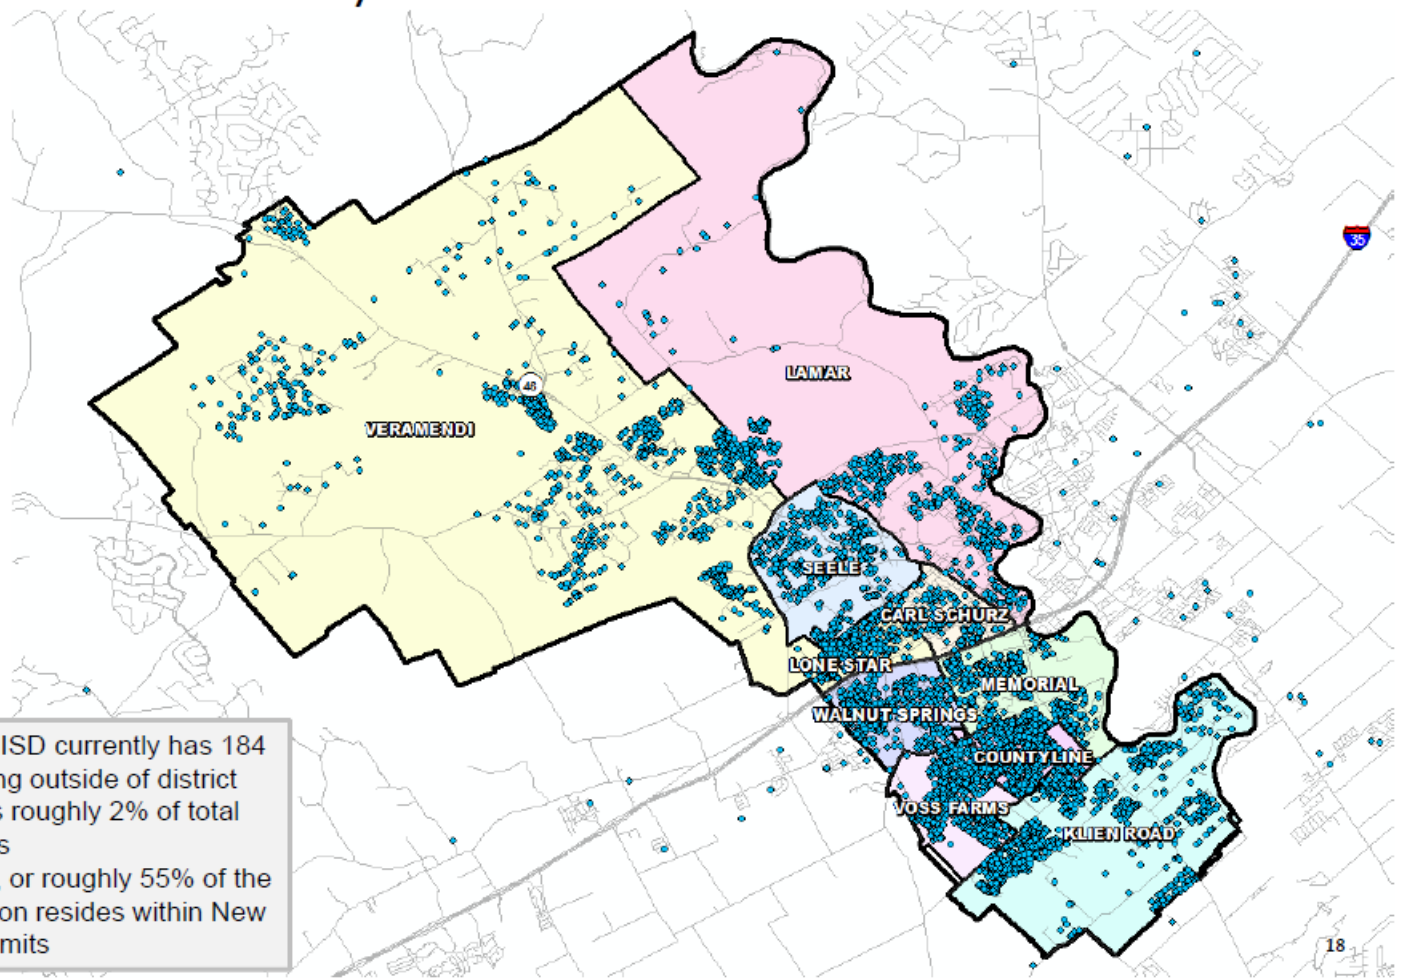 35
LAMAR
46
VERAMENDI
SEELE
CARL SCHURZ
LONE STAR
MEMORIAL
WALNUT SPRINGS
COUNTYLINE
VOSS FARMS
KLIEN ROAD
ISD currently has 184
ng outside of district
s roughly 2% of total
s
, or roughly 55% of the
on resides within New
mits
18